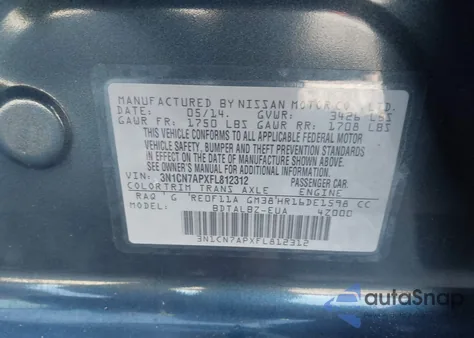 MANUFACTURED BY NISSAN MOTOR CO., LTD.
DATE: 05/14. GVWR: 3426 LBS
GAWR FR: 1750 LBS GAWR RR: 1708 LBS
THIS VEHICLE CONFORMS TO ALL APPLICABLE FEDERAL MOTOR
VEHICLE SAFETY, BUMPER AND THEFT PREVENTION STANDARDS
IN EFFECT ON THE DATE OF MANUFACTURE SHOWN ABOVE.
SEE OWNER'S MANUAL FOR ADDITIONAL INFORMATION
VIN: 3N1CN7APXFL812312 PASSENGER CAR.
COLOR TRIM TRANS AXLE ENGINE
RAQ G RE0F11A GM38 HR16DE1598 CC
MODEL: BDTALBZ-EUA 4Z000
3N1CN7APXFL812312
autoSnap